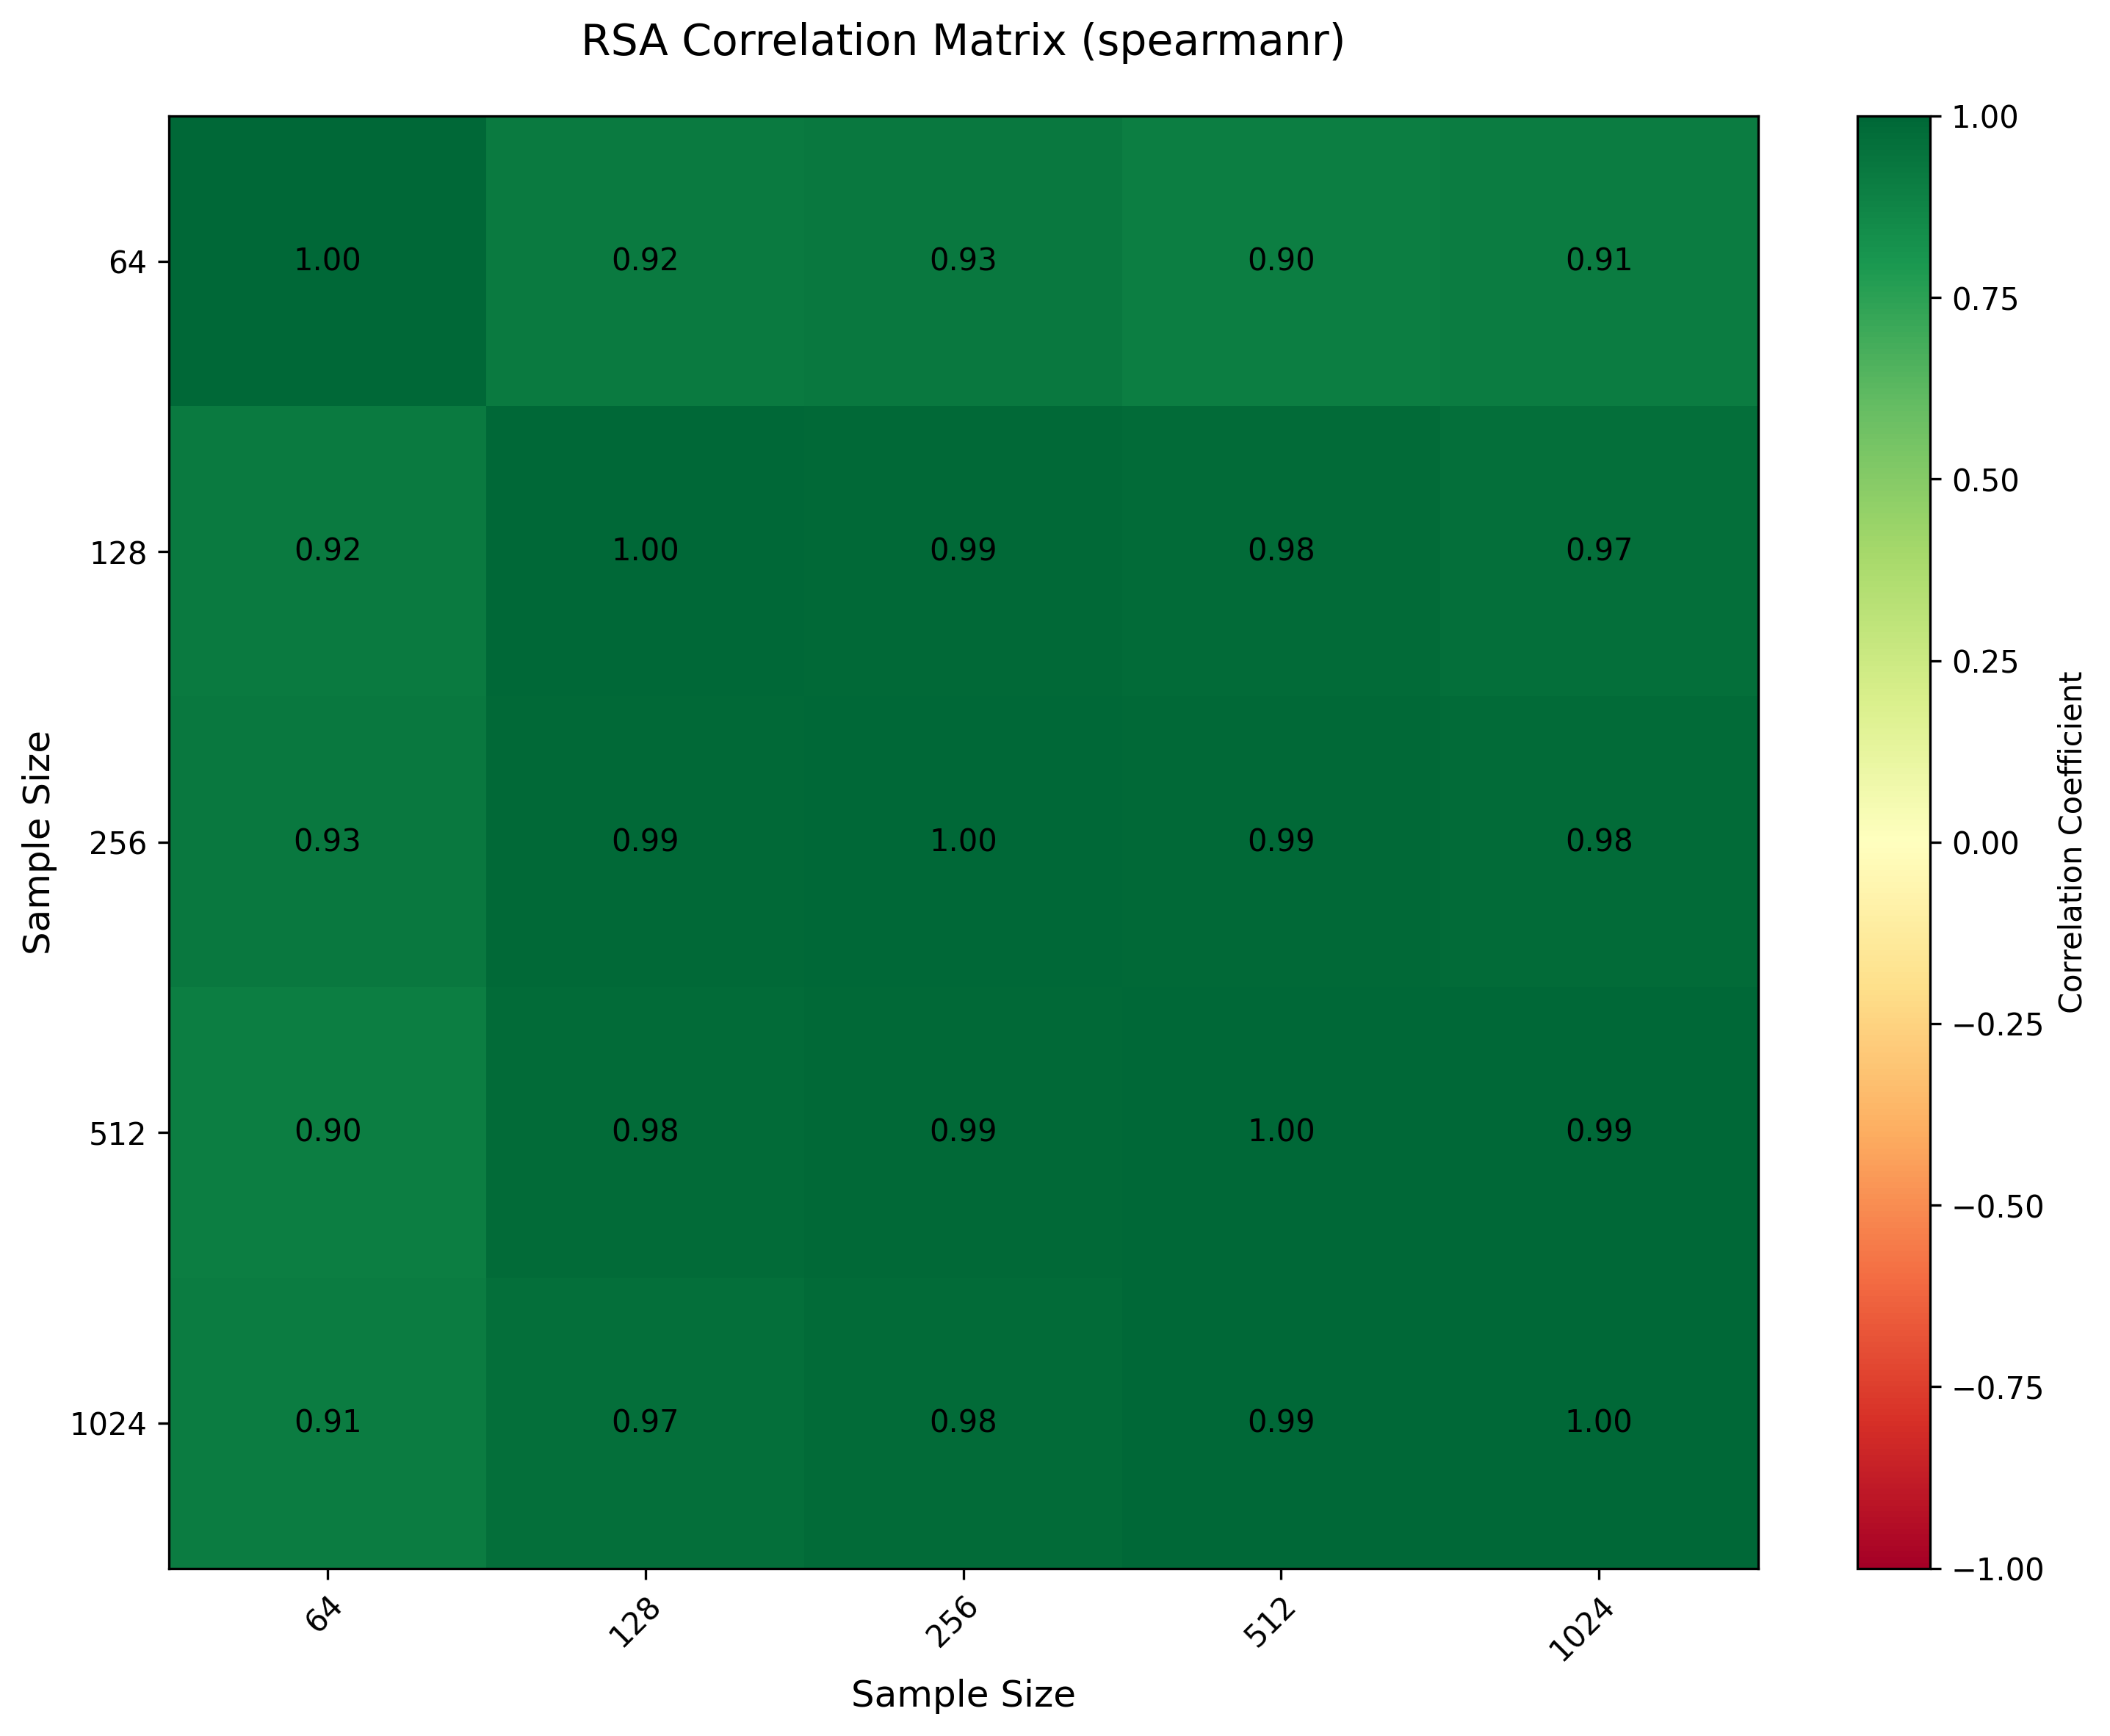 RSA Correlation Matrix (spearmanr)
64
1.00 0.92 0.93 0.90 0.91
128
0.92 1.00 0.99 0.98 0.97
256
0.93 0.99 1.00 0.99 0.98
512
0.90 0.98 0.99 1.00 0.99
1024
0.91 0.97 0.98 0.99 1.00
64 128 256 512 1024
Sample Size
Sample Size
1.00
0.75
0.50
0.25
0.00
−0.25
−0.50
−0.75
−1.00
Correlation Coefficient